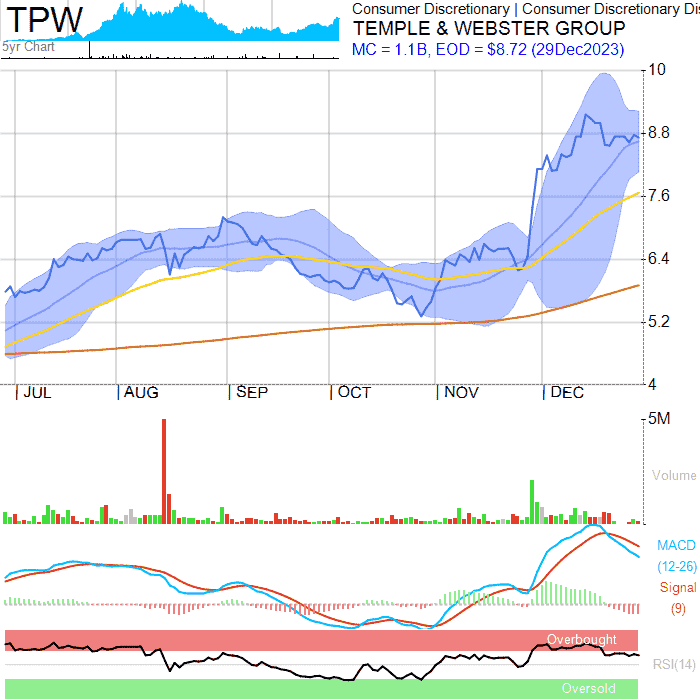 TPW
5yr Chart
Consumer Discretionary | Consumer Discretionary Dis
TEMPLE & WEBSTER GROUP
MC = 1.1B, EOD = $8.72 (29Dec2023)
10
8.8
7.6
6.4
5.2
4
JUL AUG SEP OCT NOV DEC
5M
Volume
MACD
(12-26)
Signal
(9)
Overbought
RSI(14)
Oversold